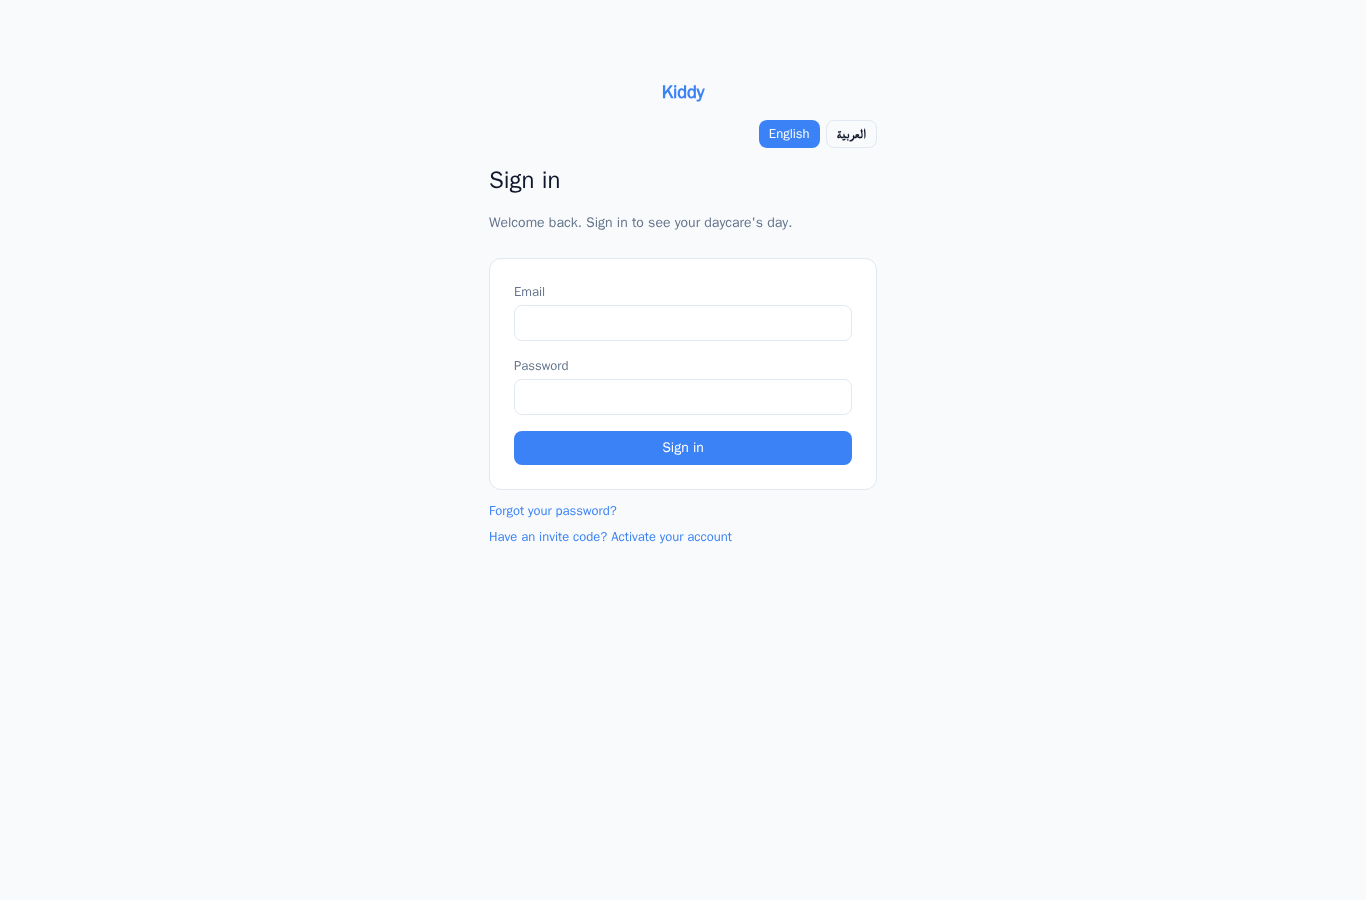 Kiddy
English العربية
Sign in
Welcome back. Sign in to see your daycare's day.
Email
Password
Sign in
Forgot your password?
Have an invite code? Activate your account